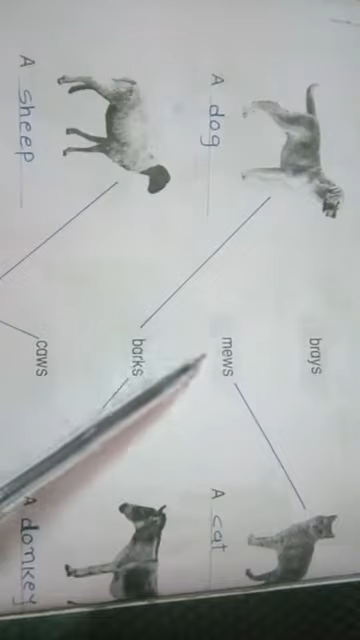 brays
A dog
mews
A cat
barks
caws
A sheep
A donkey